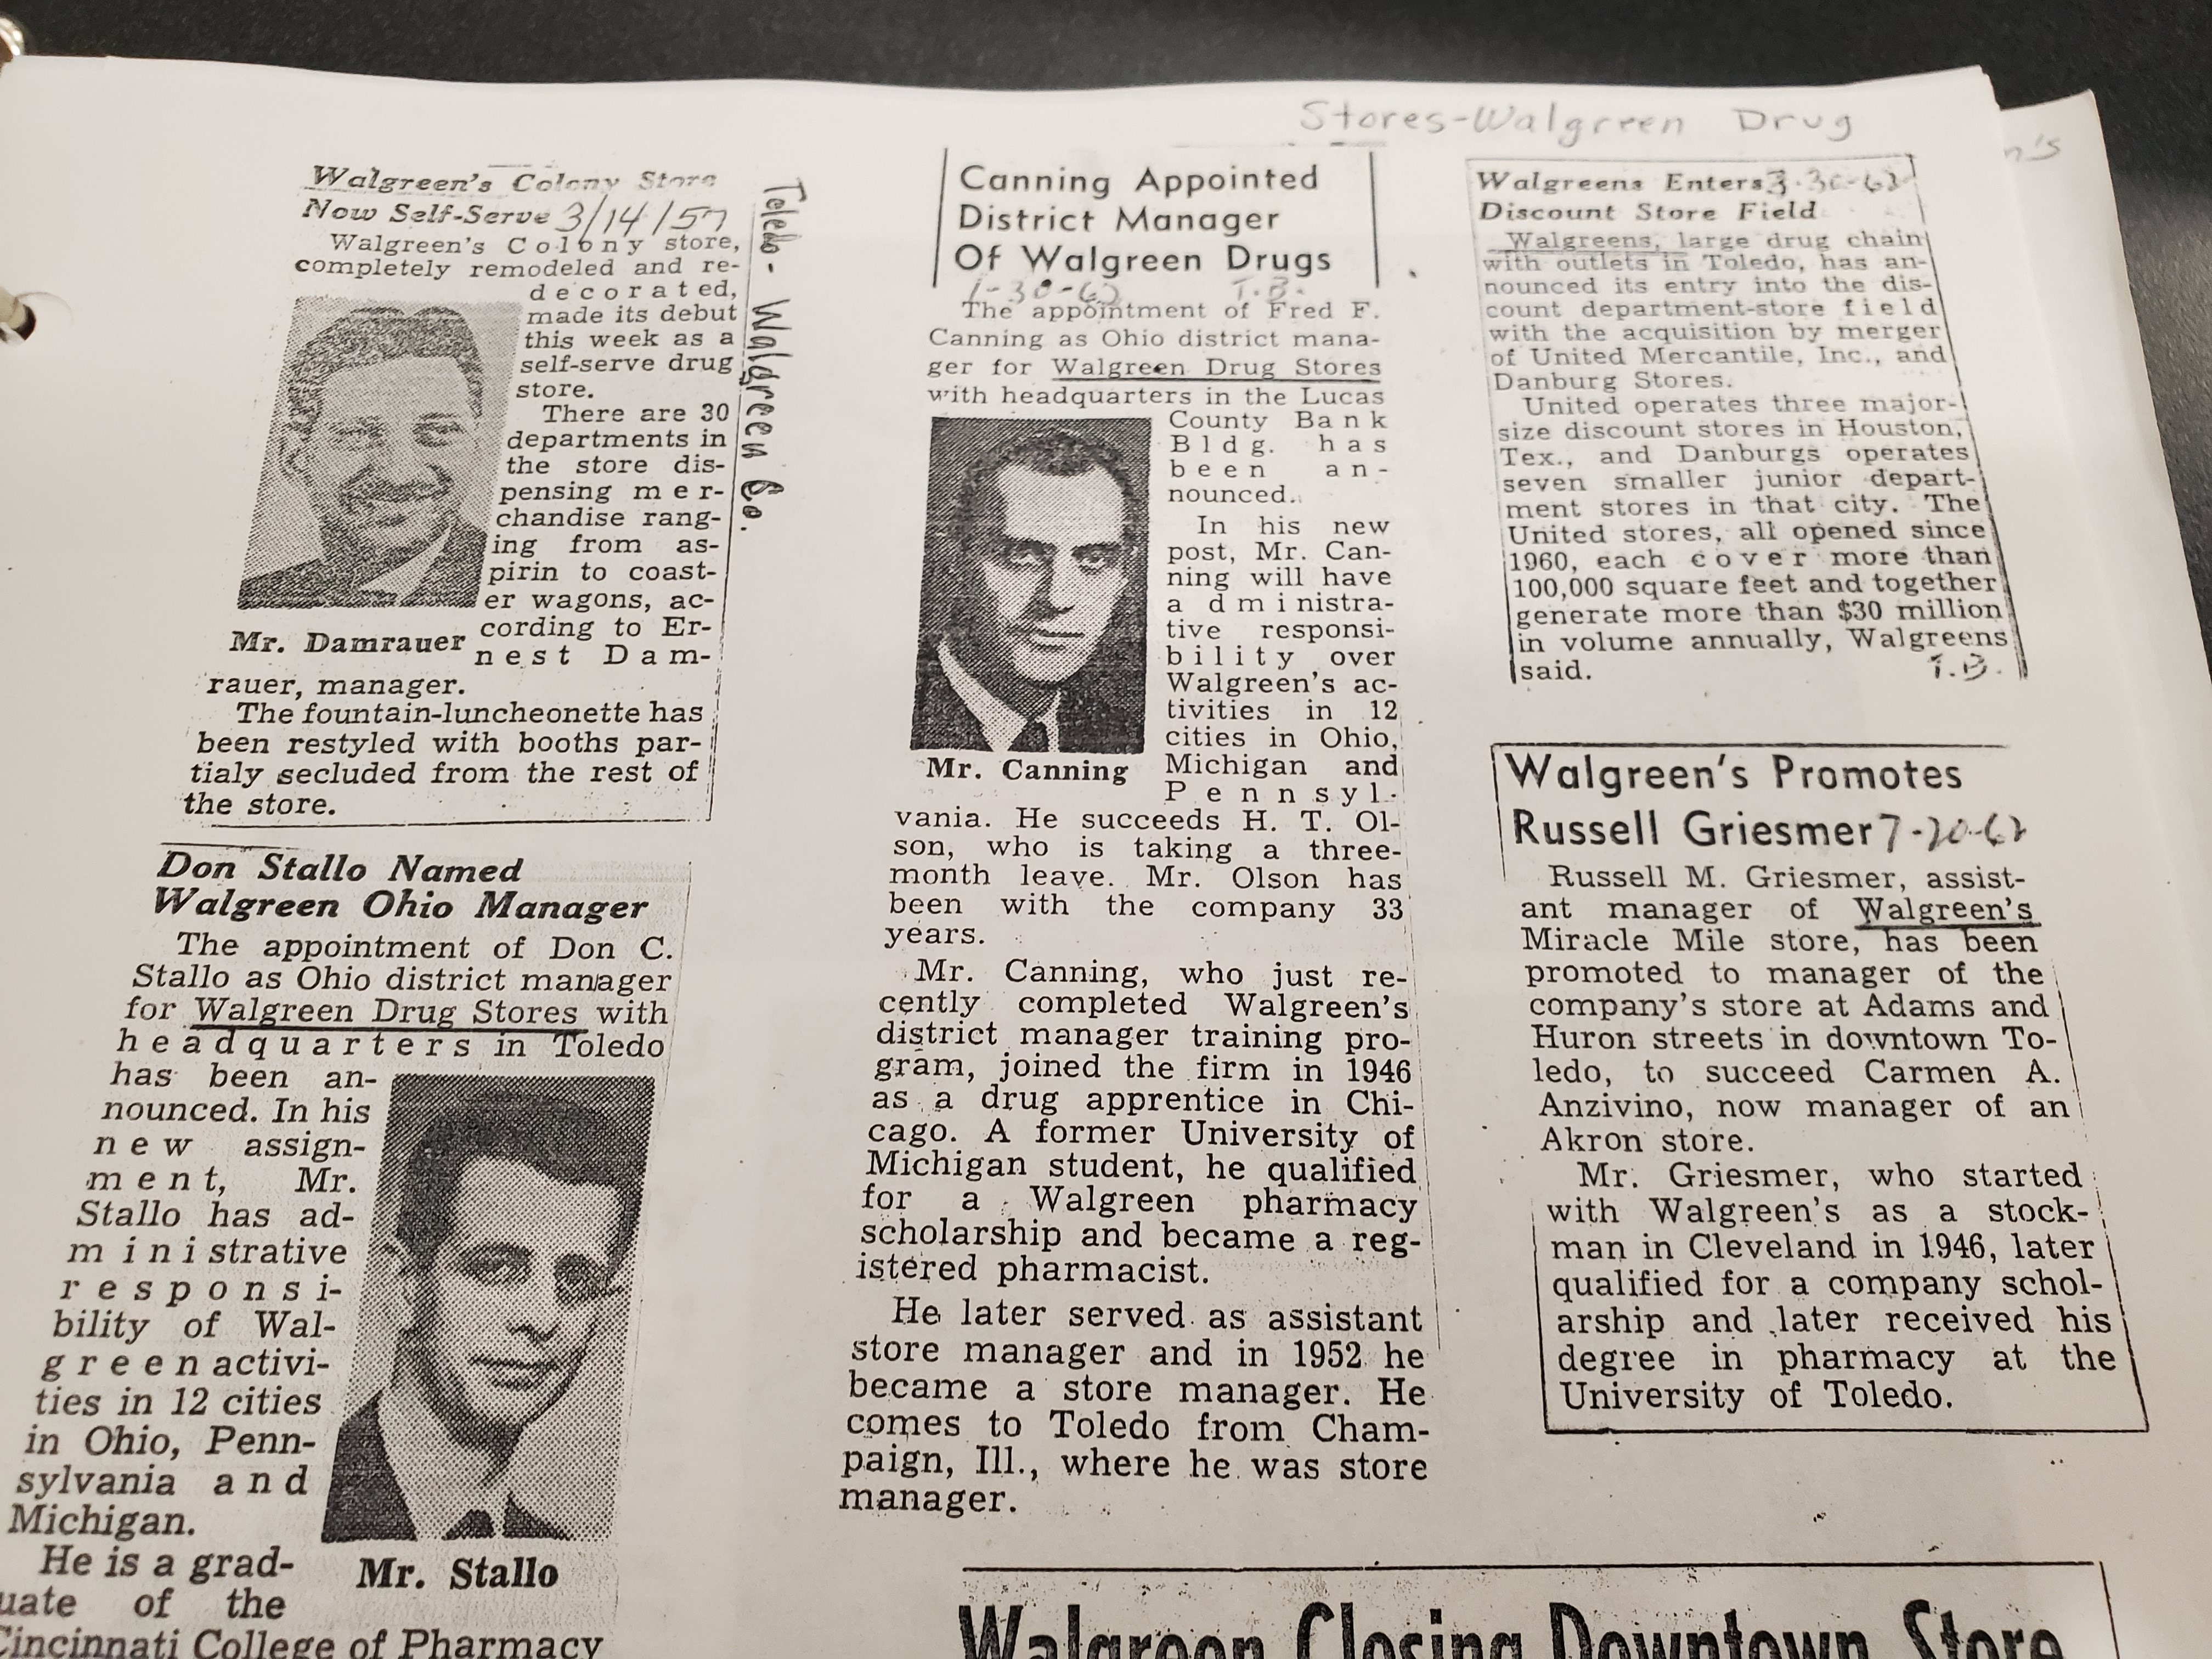 Stores-Walgreen Drug
n's
Walgreen's Colony Store
Now Self-Serve 3/14/57
Walgreen's Colony store,
completely remodeled and re-
decorated,
made its debut
this week as a
self-serve drug
store.
There are 30
departments in
the store dis-
pensing mer-
chandise rang-
ing from as-
pirin to coast-
er wagons, ac-
cording to Er-
nest Dam-
Mr. Damrauer
rauer, manager.
The fountain-luncheonette has
been restyled with booths par-
tialy secluded from the rest of
the store.
Toledo - Walgreen Co.
Don Stallo Named
Walgreen Ohio Manager
The appointment of Don C.
Stallo as Ohio district manager
for Walgreen Drug Stores with
headquarters in Toledo
has been an-
nounced. In his
new assign-
ment, Mr.
Stallo has ad-
ministrative
responsi-
bility of Wal-
green activi-
ties in 12 cities
in Ohio, Penn-
sylvania and
Michigan.
He is a grad-
uate of the
Mr. Stallo
Cincinnati College of Pharmacy
Canning Appointed
District Manager
Of Walgreen Drugs
T.B.
The appointment of Fred F.
Canning as Ohio district mana-
ger for Walgreen Drug Stores
with headquarters in the Lucas
County Bank
Bldg. has
been an-
nounced.
In his new
post, Mr. Can-
ning will have
administra-
tive responsi-
bility over
Walgreen's ac-
tivities in 12
cities in Ohio,
Michigan and
Pennsyl-
Mr. Canning
vania. He succeeds H. T. Ol-
son, who is taking a three-
month leave. Mr. Olson has
been with the company 33
years.
Mr. Canning, who just re-
cently completed Walgreen's
district manager training pro-
gram, joined the firm in 1946
as a drug apprentice in Chi-
cago. A former University of
Michigan student, he qualified
for a Walgreen pharmacy
scholarship and became a reg-
istered pharmacist.
He later served as assistant
store manager and in 1952 he
became a store manager. He
comes to Toledo from Cham-
paign, Ill., where he was store
manager.
Walgreens Enters 3-30-62
Discount Store Field
Walgreens, large drug chain
with outlets in Toledo, has an-
nounced its entry into the dis-
count department-store field
with the acquisition by merger
of United Mercantile, Inc., and
Danburg Stores.
United operates three major-
size discount stores in Houston,
Tex., and Danburgs operates
seven smaller junior depart-
ment stores in that city. The
United stores, all opened since
1960, each cover more than
100,000 square feet and together
generate more than $30 million
in volume annually, Walgreens
said.
T.B.
Walgreen's Promotes
Russell Griesmer 7-20-62
Russell M. Griesmer, assist-
ant manager of Walgreen's
Miracle Mile store, has been
promoted to manager of the
company's store at Adams and
Huron streets in downtown To-
ledo, to succeed Carmen A.
Anzivino, now manager of an
Akron store.
Mr. Griesmer, who started
with Walgreen's as a stock-
man in Cleveland in 1946, later
qualified for a company schol-
arship and later received his
degree in pharmacy at the
University of Toledo.
Walgreen Closing Downtown Store